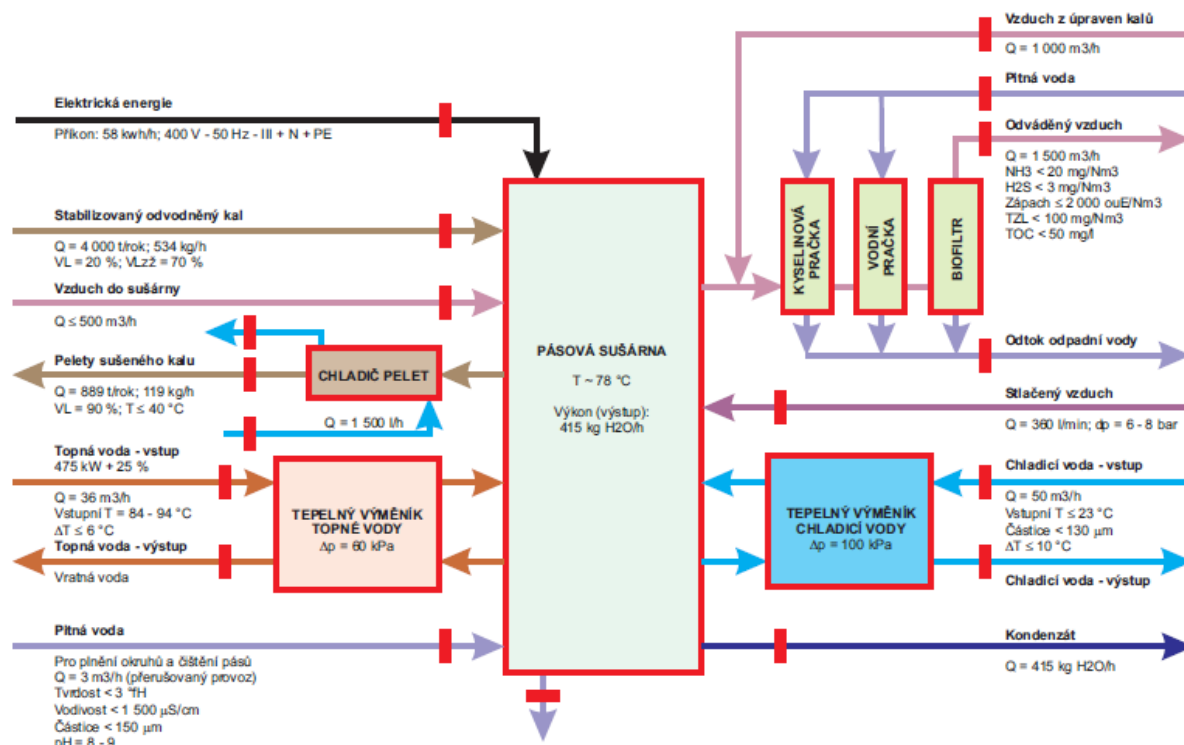 Elektrická energie
Příkon: 58 kwh/h; 400 V - 50 Hz - III + N + PE
Stabilizovaný odvodněný kal
Q = 4 000 t/rok; 534 kg/h
VL = 20 %; VLzž = 70 %
Vzduch do sušárny
Q ≤ 500 m3/h
Pelety sušeného kalu
Q = 889 t/rok; 119 kg/h
VL = 90 %; T ≤ 40 °C
CHLADIČ PELET
Q = 1 500 l/h
Topná voda - vstup
475 kW + 25 %
Q = 36 m3/h
Vstupní T = 84 - 94 °C
ΔT ≤ 6 °C
Topná voda - výstup
Vratná voda
TEPELNÝ VÝMĚNÍK
TOPNÉ VODY
Δp = 60 kPa
Pitná voda
Pro plnění okruhů a čištění pásů
Q = 3 m3/h (přerušovaný provoz)
Tvrdost < 3 °fH
Vodivost < 1 500 μS/cm
Částice < 150 μm
pH = 8 - 9
PÁSOVÁ SUŠÁRNA
T ~ 78 °C
Výkon (výstup):
415 kg H2O/h
Vzduch z úpraven kalů
Q = 1 000 m3/h
Pitná voda
Odváděný vzduch
Q = 1 500 m3/h
NH3 < 20 mg/Nm3
H2S < 3 mg/Nm3
Zápach ≤ 2 000 ouE/Nm3
TZL < 100 mg/Nm3
TOC < 50 mg/l
KYSELINOVÁ
PRAČKA
VODNÍ
PRAČKA
BIOFILTR
Odtok odpadní vody
Stlačený vzduch
Q = 360 l/min; dp = 6 - 8 bar
TEPELNÝ VÝMĚNÍK
CHLADICÍ VODY
Δp = 100 kPa
Chladicí voda - vstup
Q = 50 m3/h
Vstupní T ≤ 23 °C
Částice < 130 μm
ΔT ≤ 10 °C
Chladicí voda - výstup
Kondenzát
Q = 415 kg H2O/h